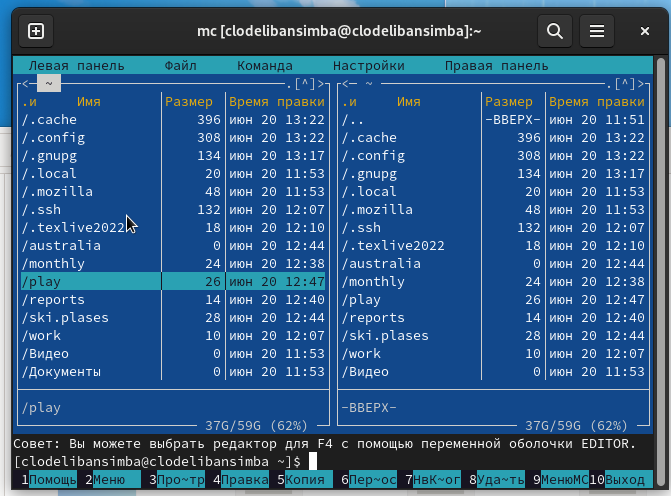 mc [clodelibansimba@clodelibansimba]:~
Левая панель Файл Команда Настройки Правая панель
<─ ~ ─.[^]> <─ ~ ─.[^]>
.и Имя Размер Время правки .и Имя Размер Время правки
/.cache 396 июн 20 13:22 /.. -ВВЕРХ- июн 20 11:51
/.config 308 июн 20 13:22 /.cache 396 июн 20 13:22
/.gnupg 134 июн 20 13:17 /.config 308 июн 20 13:22
/.local 20 июн 20 11:53 /.gnupg 134 июн 20 13:17
/.mozilla 48 июн 20 11:53 /.local 20 июн 20 11:53
/.ssh 132 июн 20 12:07 /.mozilla 48 июн 20 11:53
/.texlive2022 18 июн 20 12:10 /.ssh 132 июн 20 12:07
/australia 0 июн 20 12:44 /.texlive2022 18 июн 20 12:10
/monthly 24 июн 20 12:38 /australia 0 июн 20 12:44
/play 26 июн 20 12:47 /monthly 24 июн 20 12:38
/reports 14 июн 20 12:40 /play 26 июн 20 12:47
/ski.plases 28 июн 20 12:44 /reports 14 июн 20 12:40
/work 10 июн 20 12:07 /ski.plases 28 июн 20 12:44
/Видео 0 июн 20 11:53 /work 10 июн 20 12:07
/Документы 0 июн 20 11:53 /Видео 0 июн 20 11:53
/play -ВВЕРХ-
37G/59G (62%) 37G/59G (62%)
Совет: Вы можете выбрать редактор для F4 с помощью переменной оболочки EDITOR.
[clodelibansimba@clodelibansimba ~]$
1Помощь 2Меню 3Про~тр 4Правка 5Копия 6Пер~ос 7НвК~ог 8Уда~ть 9МенюMC 10Выход